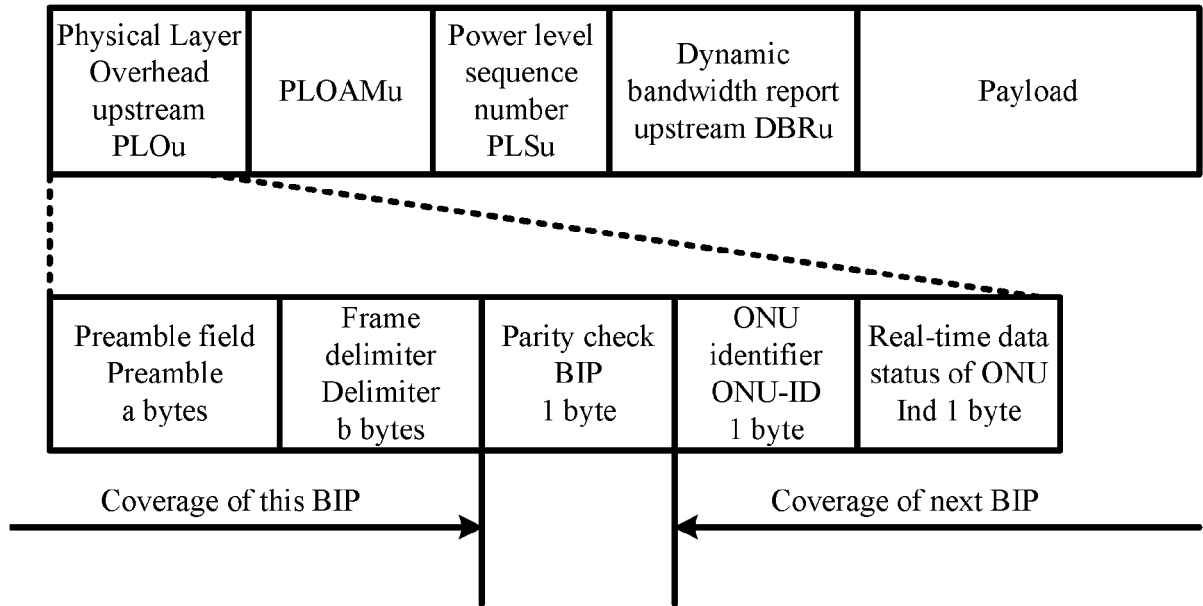 Physical Layer
Overhead
upstream
PLOu
PLOAMu
Power level
sequence
number
PLSu
Dynamic
bandwidth report
upstream DBRu
Payload
Preamble field
Preamble
a bytes
Frame
delimiter
Delimiter
b bytes
Parity check
BIP
1 byte
ONU
identifier
ONU-ID
1 byte
Real-time data
status of ONU
Ind 1 byte
Coverage of this BIP
Coverage of next BIP